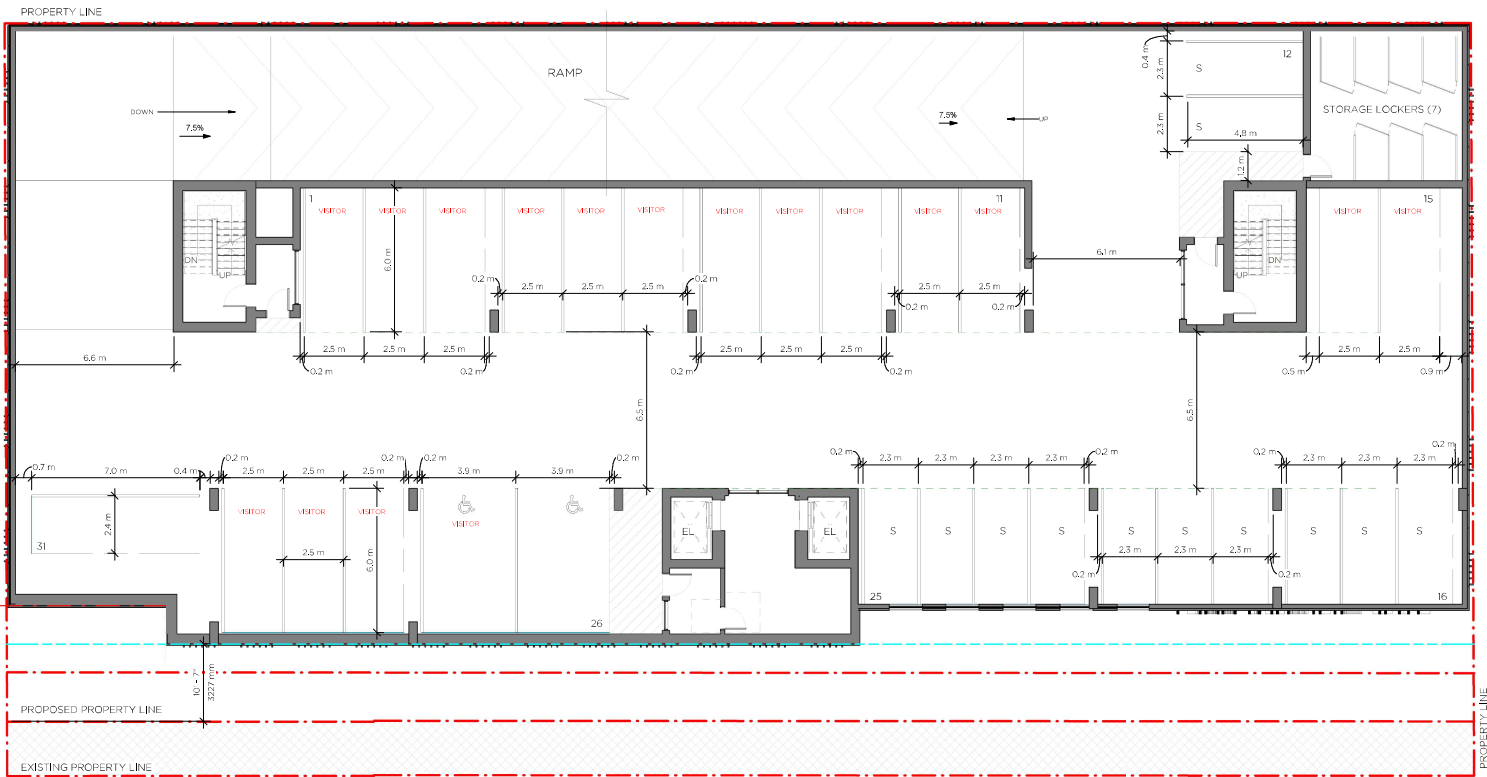 PROPERTY LINE
RAMP
DOWN
7.5%
7.5%
UP
0.4 m
2.3 m
2.3 m
S
S
12
4.8 m
1.2 m
STORAGE LOCKERS (7)
1
VISITOR
VISITOR
VISITOR
VISITOR
VISITOR
VISITOR
VISITOR
VISITOR
VISITOR
VISITOR
VISITOR
11
VISITOR
VISITOR
15
DN
UP
6.0 m
6.1 m
UP
DN
0.2 m
2.5 m
2.5 m
2.5 m
0.2 m
2.5 m
2.5 m
0.2 m
0.2 m
6.6 m
2.5 m
2.5 m
2.5 m
0.2 m
0.2 m
2.5 m
2.5 m
2.5 m
0.2 m
0.2 m
2.5 m
2.5 m
0.5 m
0.9 m
6.5 m
6.5 m
0.7 m
7.0 m
0.4 m
0.2 m
2.5 m
2.5 m
2.5 m
0.2 m
0.2 m
3.9 m
3.9 m
0.2 m
0.2 m
2.3 m
2.3 m
2.3 m
2.3 m
0.2 m
0.2 m
2.3 m
2.3 m
2.3 m
0.2 m
31
2.4 m
VISITOR
VISITOR
VISITOR
2.5 m
6.0 m
VISITOR
26
EL
EL
S
S
S
S
S
S
S
S
S
S
2.3 m
2.3 m
2.3 m
0.2 m
0.2 m
25
16
10' - 7"
3227 mm
PROPOSED PROPERTY LINE
EXISTING PROPERTY LINE
PROPERTY LINE